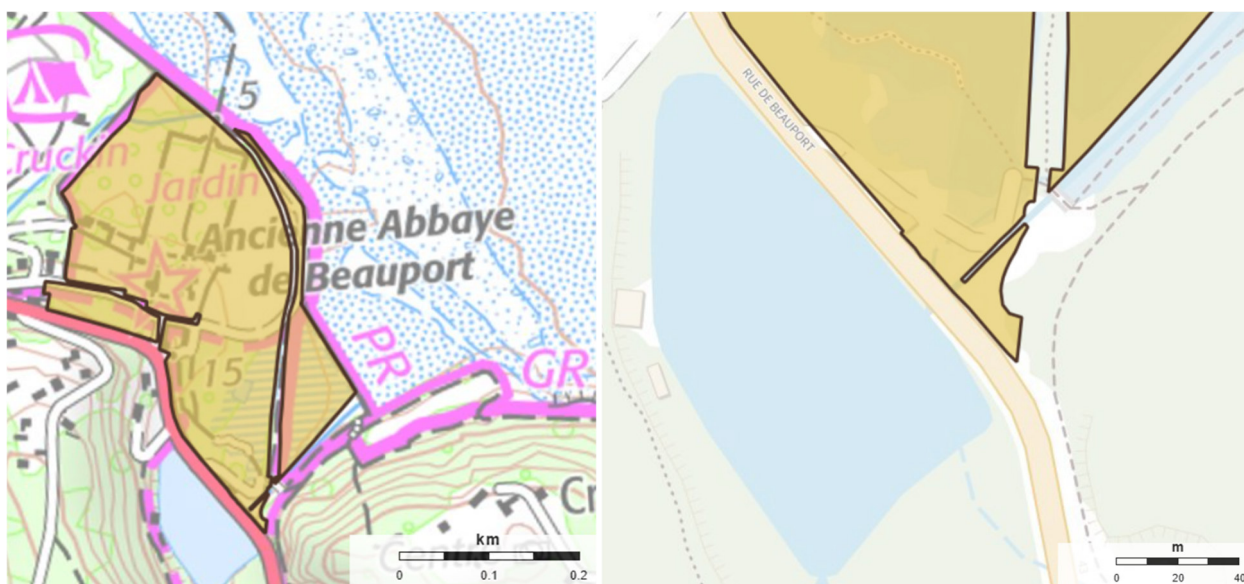 5
Cruckin
Jardin
Ancienne Abbaye
de Beauport
15
PR
GR
Cr
Centre
km
0 0.1 0.2
RUE DE BEAUPORT
m
0 20 40